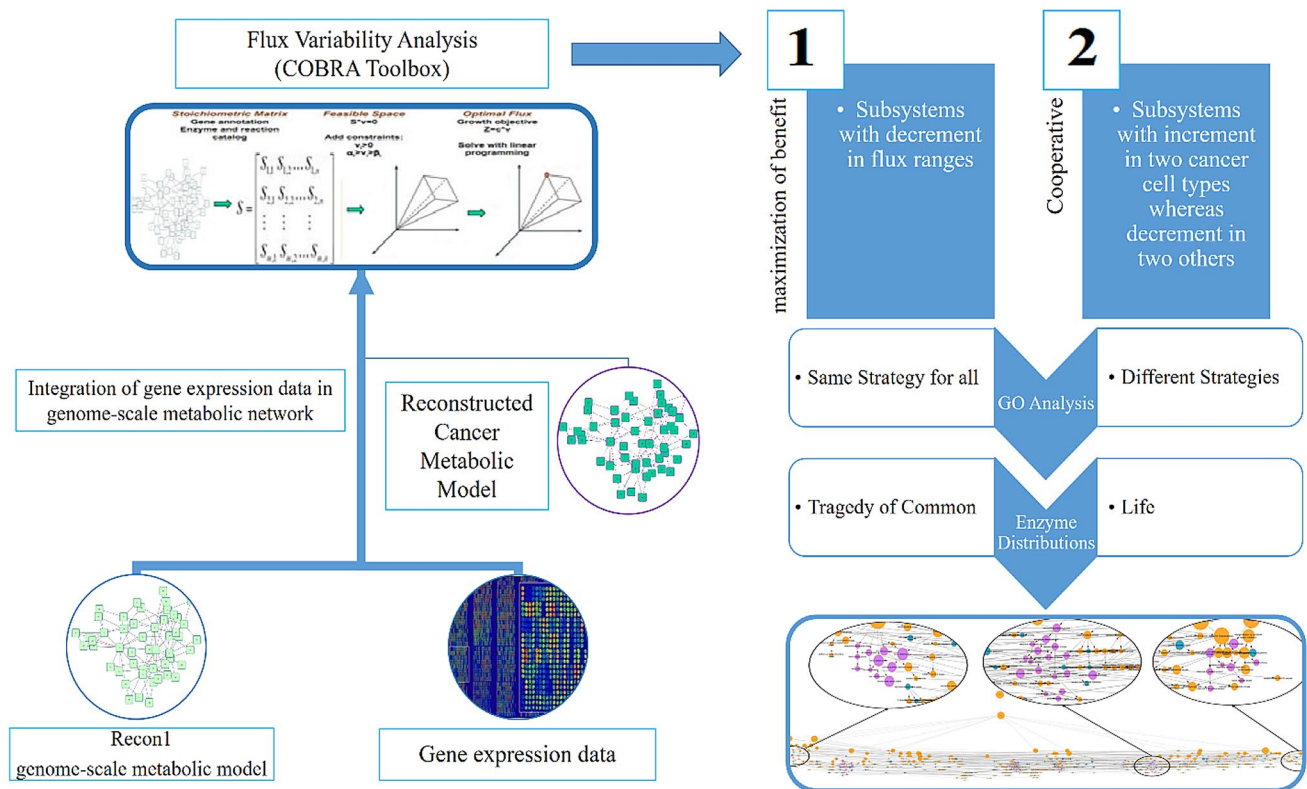 Flux Variability Analysis
(COBRA Toolbox)
Stoichiometric Matrix
Gene annotation
Enzyme and reaction
catalog
Feasible Space
S*v=0
Add constraints:
Optimal Flux
Growth objective
Z=c*v
Solve with linear
programming
Integration of gene expression data in
genome-scale metabolic network
Reconstructed
Cancer
Metabolic
Model
Recon1
genome-scale metabolic model
Gene expression data
1
maximization of benefit
• Subsystems
with decrement
in flux ranges
2
Cooperative
• Subsystems
with increment
in two cancer
cell types
whereas
decrement in
two others
• Same Strategy for all
GO Analysis
• Different Strategies
• Tragedy of Common
Enzyme
Distributions
• Life